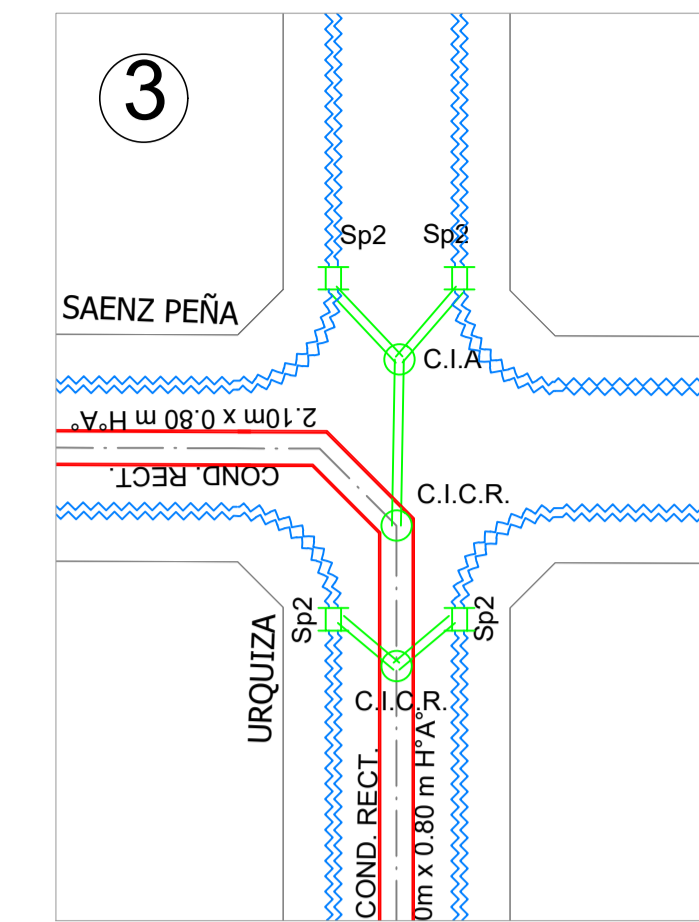 3
Sp2
Sp2
SAENZ PEÑA
C.I.A
2.10m x 0.80 m H°A°
COND. RECT.
C.I.C.R.
Sp2
Sp2
URQUIZA
C.I.C.R.
COND. RECT.
0m x 0.80 m H°A°